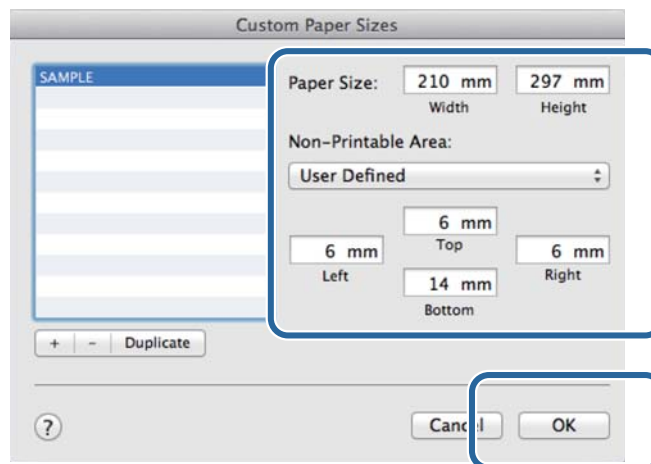 Custom Paper Sizes
SAMPLE
Paper Size:
210 mm
297 mm
Width
Height
Non-Printable Area:
User Defined
6 mm
Top
6 mm
Left
6 mm
Right
14 mm
Bottom
+ - Duplicate
?
Cancel
OK